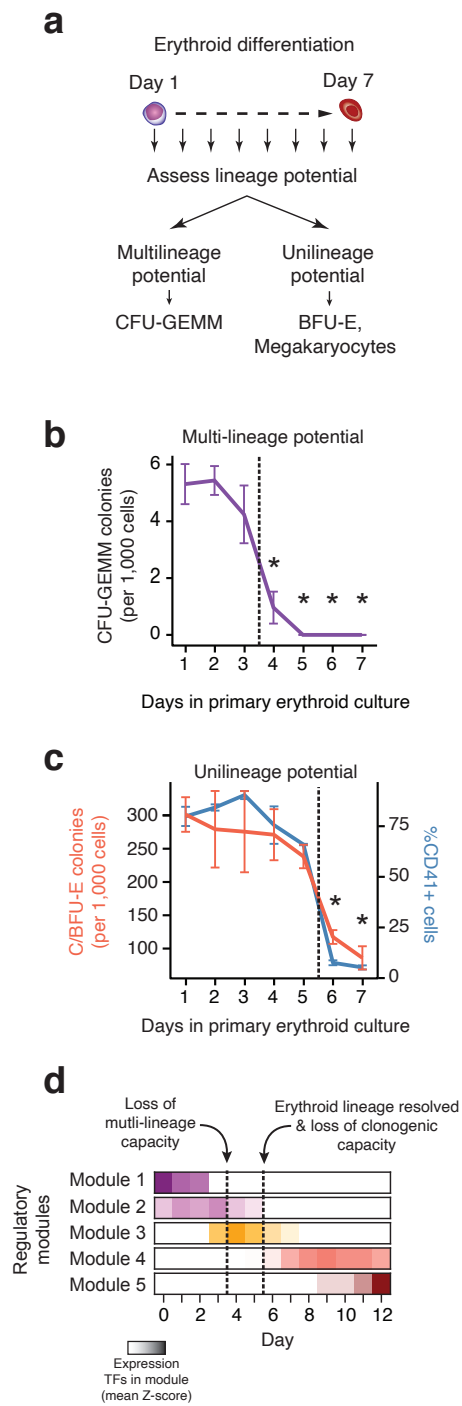 a
Erythroid differentiation
Day 1
Day 7
Assess lineage potential
Multilineage
potential
Unilineage
potential
CFU-GEMM
BFU-E,
Megakaryocytes
b
Multi-lineage potential
CFU-GEMM colonies
(per 1,000 cells)
6
4
2
0
*
* * *
1 2 3 4 5 6 7
Days in primary erythroid culture
c
Unilineage potential
C/BFU-E colonies
(per 1,000 cells)
300
250
200
150
100
%CD41+ cells
75
50
25
0
*
*
1 2 3 4 5 6 7
Days in primary erythroid culture
d
Loss of
mutli-lineage
capacity
Erythroid lineage resolved
& loss of clonogenic
capacity
Regulatory
modules
Module 1
Module 2
Module 3
Module 4
Module 5
0 2 4 6 8 10 12
Day
Expression
TFs in module
(mean Z-score)